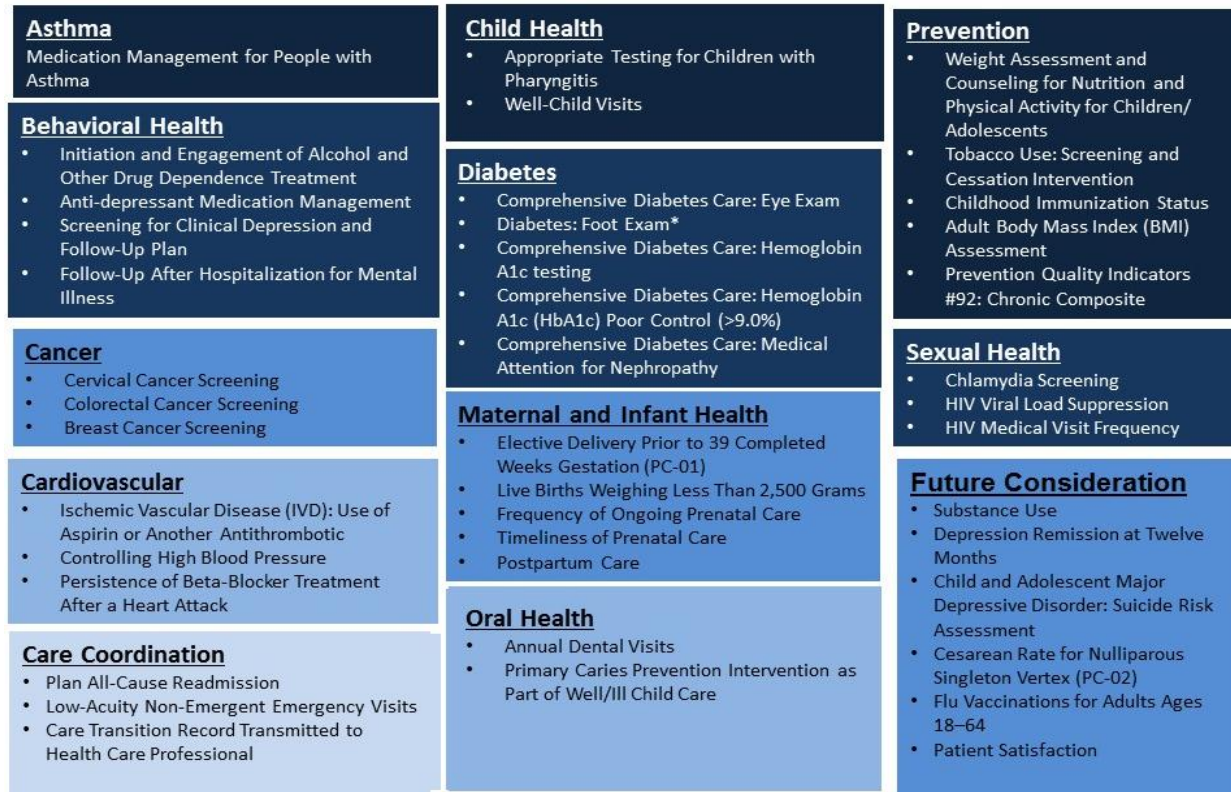 Asthma
Medication Management for People with
Asthma
Behavioral Health
• Initiation and Engagement of Alcohol and
Other Drug Dependence Treatment
• Anti-depressant Medication Management
• Screening for Clinical Depression and
Follow-Up Plan
• Follow-Up After Hospitalization for Mental
Illness
Cancer
• Cervical Cancer Screening
• Colorectal Cancer Screening
• Breast Cancer Screening
Cardiovascular
• Ischemic Vascular Disease (IVD): Use of
Aspirin or Another Antithrombotic
• Controlling High Blood Pressure
• Persistence of Beta-Blocker Treatment
After a Heart Attack
Care Coordination
• Plan All-Cause Readmission
• Low-Acuity Non-Emergent Emergency Visits
• Care Transition Record Transmitted to
Health Care Professional
Child Health
• Appropriate Testing for Children with
Pharyngitis
• Well-Child Visits
Diabetes
• Comprehensive Diabetes Care: Eye Exam
• Diabetes: Foot Exam*
• Comprehensive Diabetes Care: Hemoglobin
A1c testing
• Comprehensive Diabetes Care: Hemoglobin
A1c (HbA1c) Poor Control (>9.0%)
• Comprehensive Diabetes Care: Medical
Attention for Nephropathy
Maternal and Infant Health
• Elective Delivery Prior to 39 Completed
Weeks Gestation (PC-01)
• Live Births Weighing Less Than 2,500 Grams
• Frequency of Ongoing Prenatal Care
• Timeliness of Prenatal Care
• Postpartum Care
Oral Health
• Annual Dental Visits
• Primary Caries Prevention Intervention as
Part of Well/Ill Child Care
Prevention
• Weight Assessment and
Counseling for Nutrition and
Physical Activity for Children/
Adolescents
• Tobacco Use: Screening and
Cessation Intervention
• Childhood Immunization Status
• Adult Body Mass Index (BMI)
Assessment
• Prevention Quality Indicators
#92: Chronic Composite
Sexual Health
• Chlamydia Screening
• HIV Viral Load Suppression
• HIV Medical Visit Frequency
Future Consideration
• Substance Use
• Depression Remission at Twelve
Months
• Child and Adolescent Major
Depressive Disorder: Suicide Risk
Assessment
• Cesarean Rate for Nulliparous
Singleton Vertex (PC-02)
• Flu Vaccinations for Adults Ages
18–64
• Patient Satisfaction